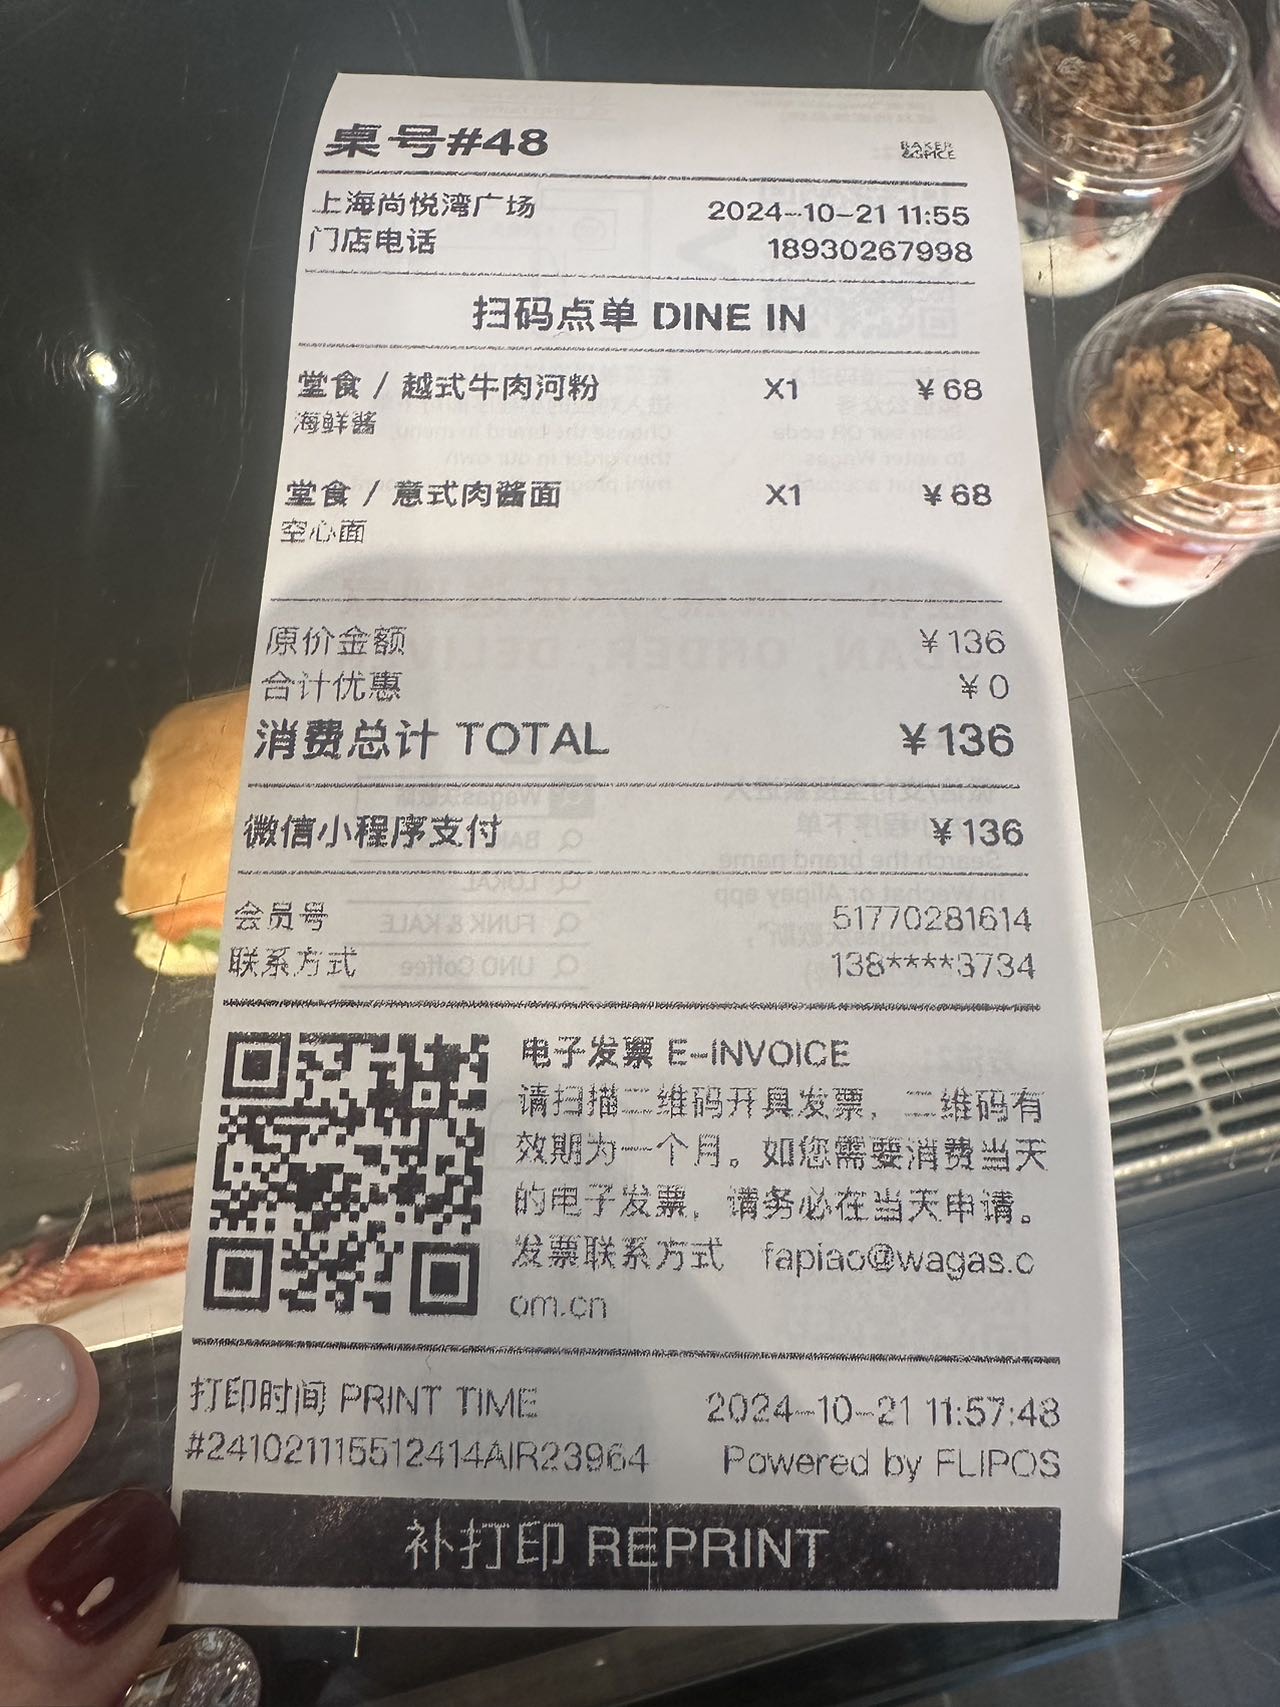 桌号#48
BAKER
&SPICE
上海尚悦湾广场 2024-10-21 11:55
门店电话 18930267998
扫码点单 DINE IN
堂食 / 越式牛肉河粉 X1 ¥68
海鲜酱
堂食 / 意式肉酱面 X1 ¥68
空心面
原价金额 ¥136
合计优惠 ¥0
消费总计 TOTAL ¥136
微信小程序支付 ¥136
会员号 51770281614
联系方式 138****3734
电子发票 E-INVOICE
请扫描二维码开具发票，二维码有
效期为一个月。如您需要消费当天
的电子发票，请务必在当天申请。
发票联系方式 fapiao@wagas.c
om.cn
打印时间 PRINT TIME 2024-10-21 11:57:48
#241021115512414AIR23964 Powered by FLIPOS
补打印 REPRINT